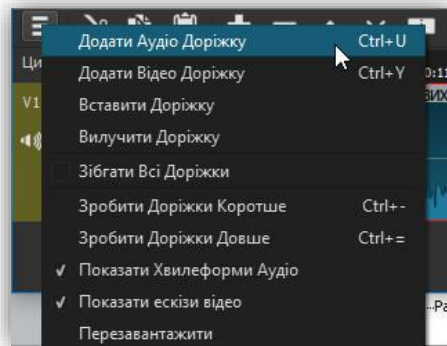 Додати Аудіо Доріжку Ctrl+U
Додати Відео Доріжку Ctrl+Y
V1
Вставити Доріжку
Вилучити Доріжку
Зібгати Всі Доріжки
Зробити Доріжки Коротше Ctrl+-
Зробити Доріжки Довше Ctrl+=
Показати Хвилеформи Аудіо
Показати ескізи відео
Перезавантажити